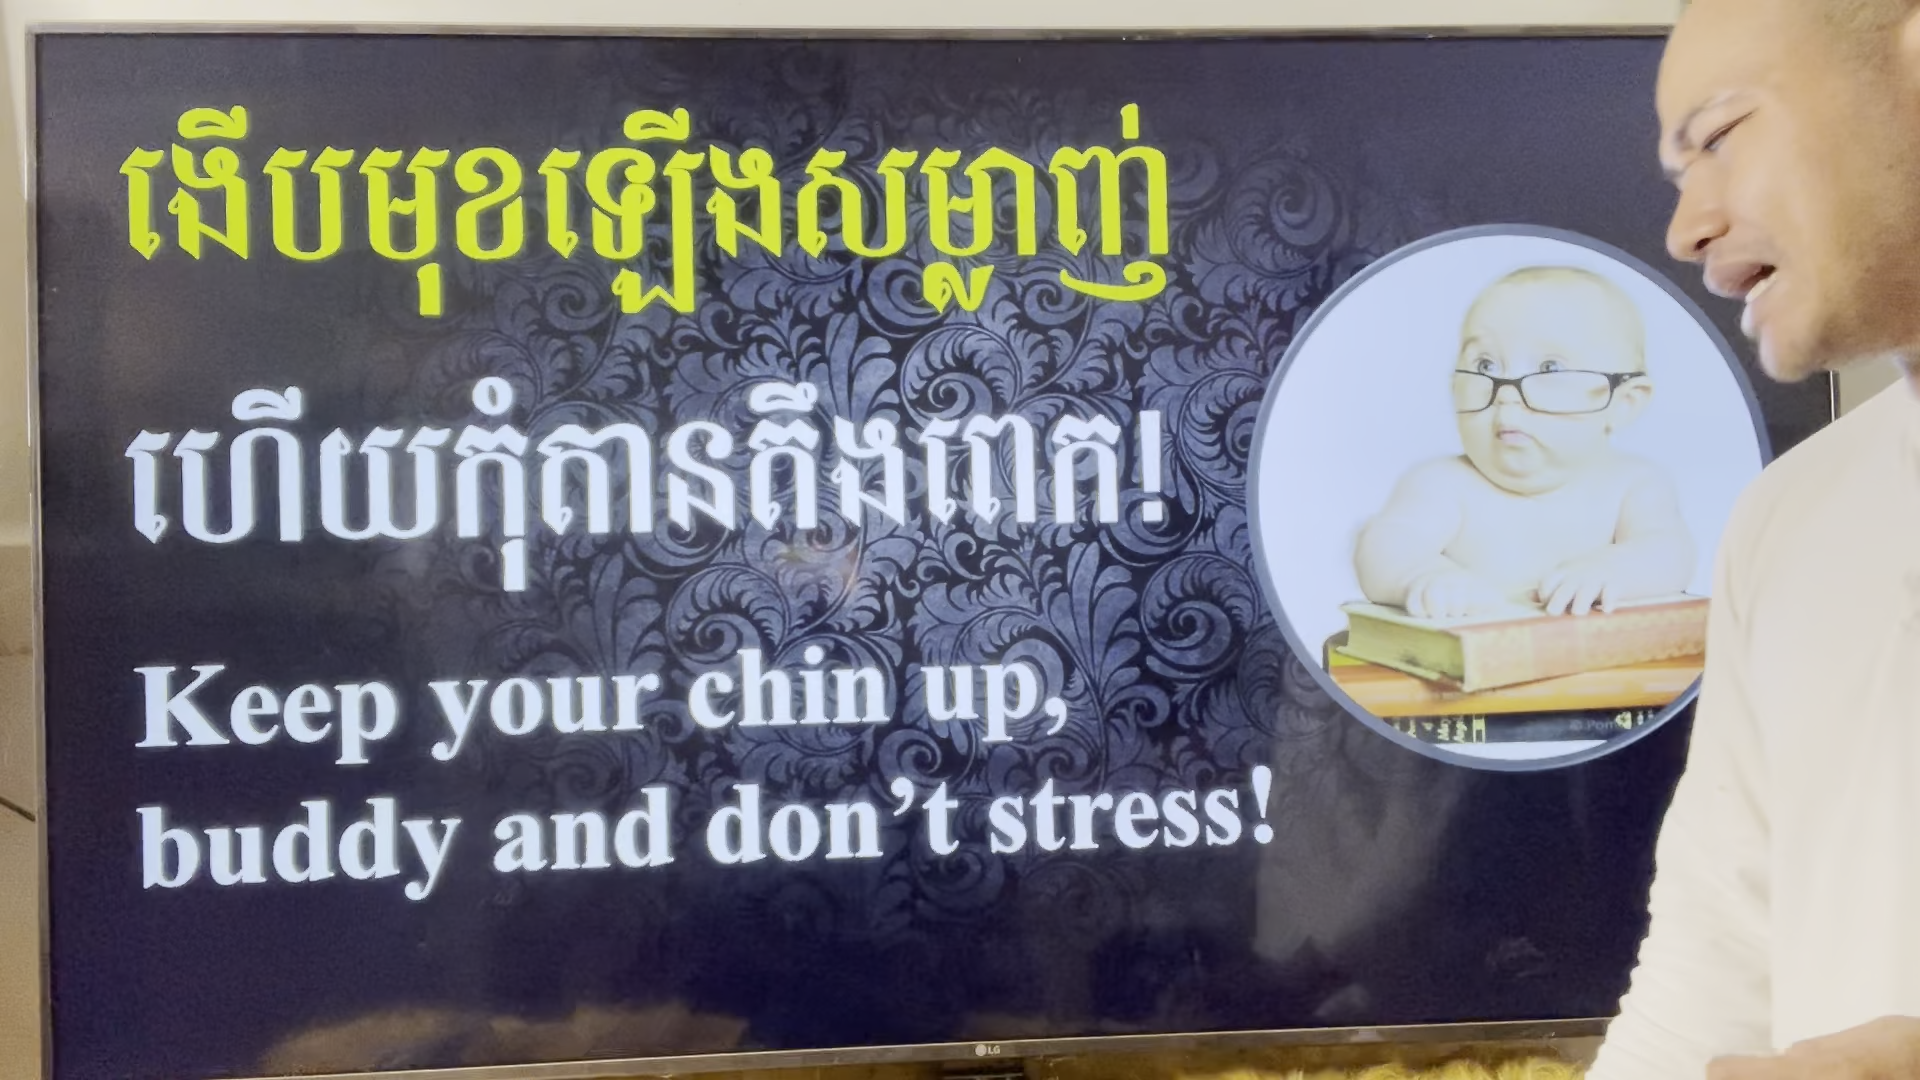 ងើបមុខឡើងសម្លាញ់
ហើយកុំតានតឹងពេក!
Keep your chin up,
buddy and don’t stress!
LG